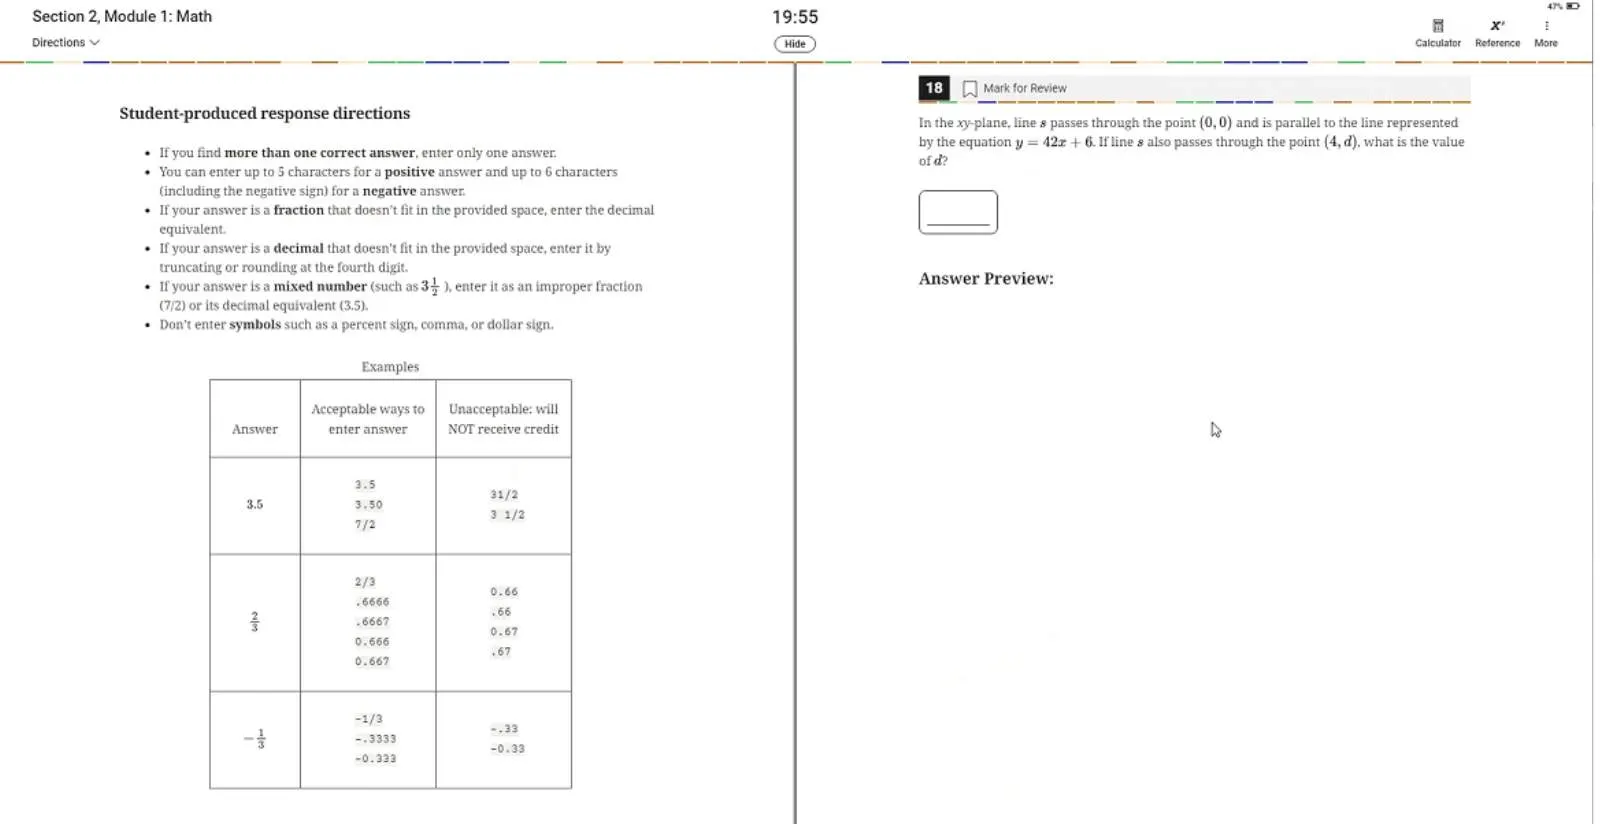 Section 2, Module 1: Math
Directions
19:55
Hide
47%
Calculator
Reference
More
Student-produced response directions
• If you find more than one correct answer, enter only one answer.
• You can enter up to 5 characters for a positive answer and up to 6 characters
(including the negative sign) for a negative answer.
• If your answer is a fraction that doesn't fit in the provided space, enter the decimal
equivalent.
• If your answer is a decimal that doesn't fit in the provided space, enter it by
truncating or rounding at the fourth digit.
• If your answer is a mixed number (such as 3 1/2 ), enter it as an improper fraction
(7/2) or its decimal equivalent (3.5).
• Don't enter symbols such as a percent sign, comma, or dollar sign.
Examples
Answer
Acceptable ways to
enter answer
Unacceptable: will
NOT receive credit
3.5
3.5
3.50
7/2
31/2
3 1/2
2/3
2/3
.6666
.6667
0.666
0.667
0.66
.66
0.67
.67
-1/3
-1/3
-.3333
-0.333
-.33
-0.33
18
Mark for Review
In the xy-plane, line s passes through the point (0, 0) and is parallel to the line represented
by the equation y = 42x + 6. If line s also passes through the point (4, d), what is the value
of d?
Answer Preview: